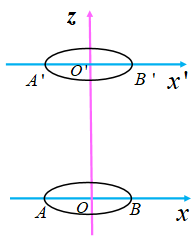 z
A' O' B' x'
A O B x